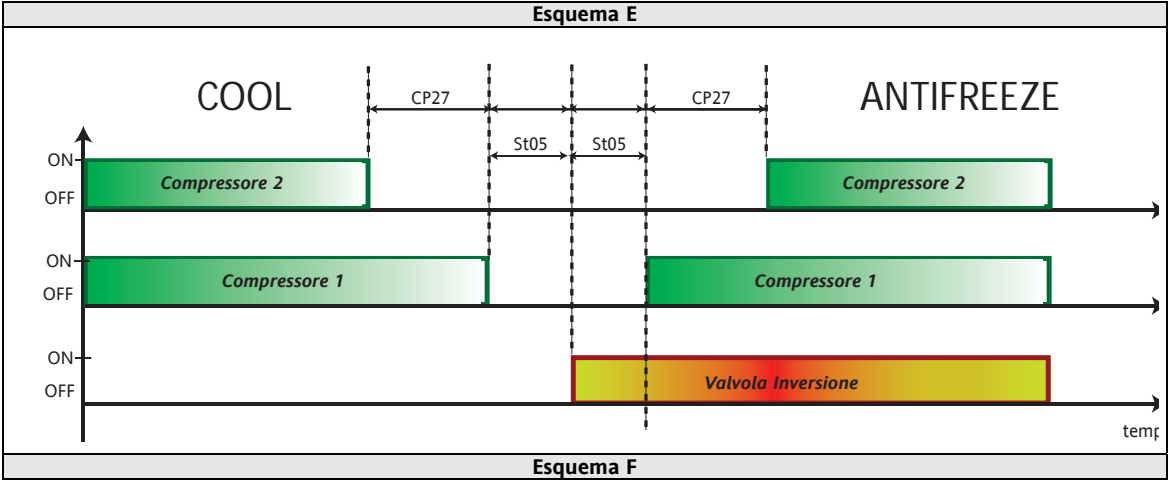 Esquema E
COOL
CP27
CP27
ANTIFREEZE
St05
St05
ON
OFF
Compressore 2
Compressore 2
ON
OFF
Compressore 1
Compressore 1
ON
OFF
Valvola Inversione
temp
Esquema F